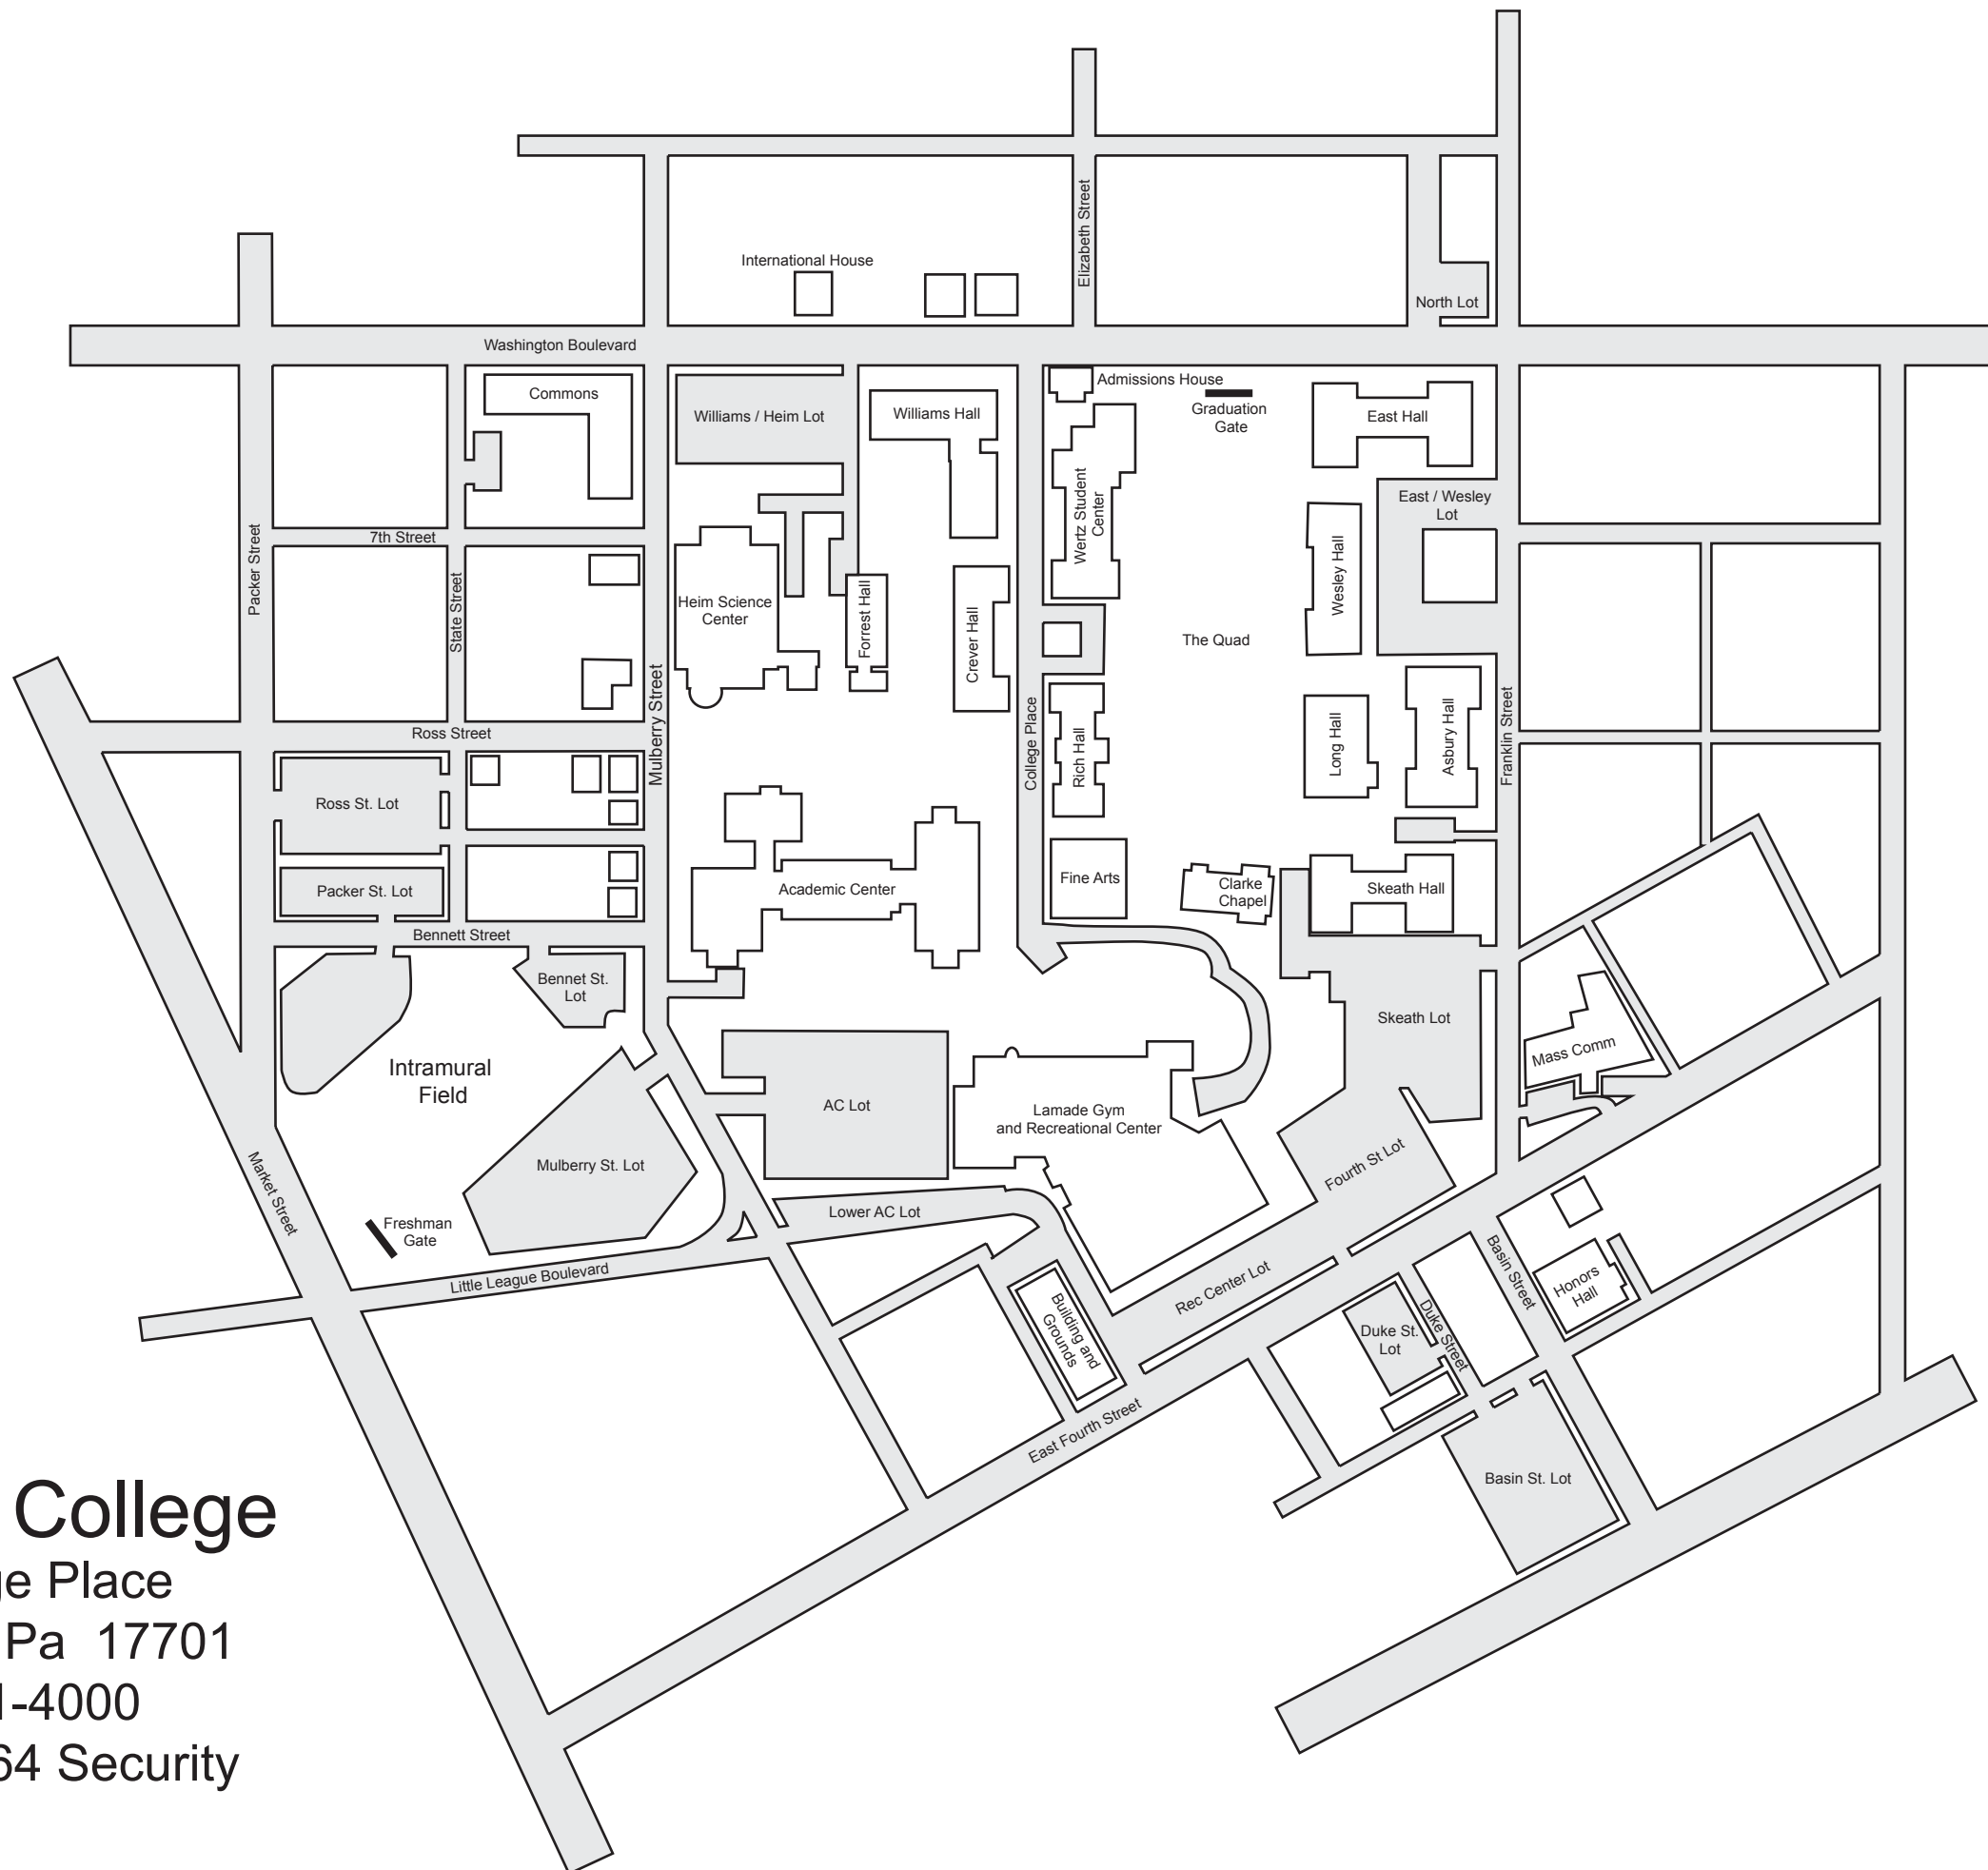 Elizabeth Street
International House
North Lot
Washington Boulevard
Admissions House
Graduation
Gate
Commons
Williams / Heim Lot
Williams Hall
East Hall
East / Wesley
Lot
Wertz Student
Center
Packer Street
7th Street
State Street
Heim Science
Center
Forrest Hall
Crever Hall
Wesley Hall
The Quad
Mulberry Street
College Place
Rich Hall
Long Hall
Asbury Hall
Franklin Street
Ross Street
Ross St. Lot
Packer St. Lot
Academic Center
Fine Arts
Clarke
Chapel
Skeath Hall
Bennett Street
Bennet St.
Lot
Skeath Lot
Mass Comm
Intramural
Field
AC Lot
Lamade Gym
and Recreational Center
Mulberry St. Lot
Fourth St Lot
Market Street
Freshman
Gate
Lower AC Lot
Little League Boulevard
Rec Center Lot
Basin Street
Honors
Hall
Building and
Grounds
Duke St.
Lot
Duke Street
East Fourth Street
Basin St. Lot
College
ge Place
Pa 17701
1-4000
64 Security